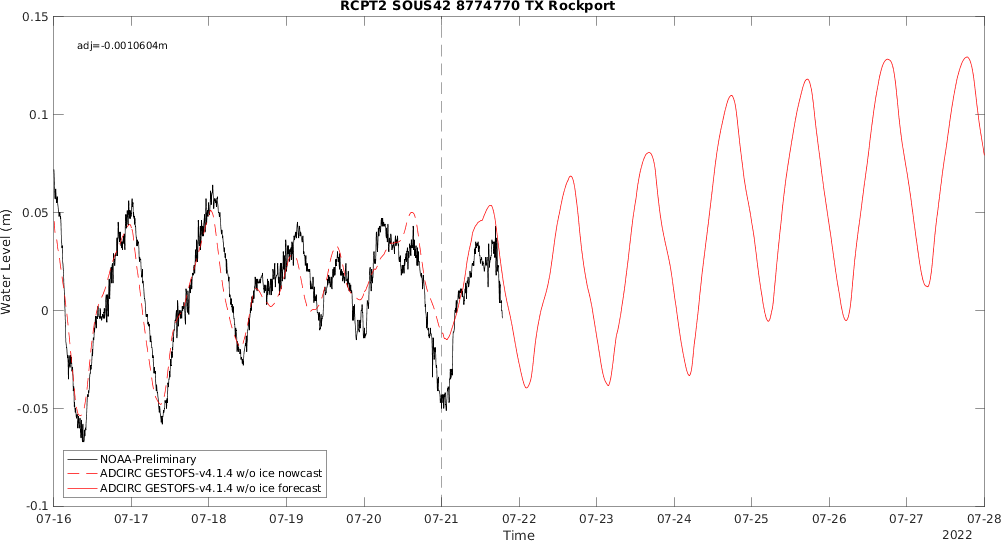 RCPT2 SOUS42 8774770 TX Rockport
adj=-0.0010604m
0.15
0.1
0.05
0
-0.05
-0.1
Water Level (m)
NOAA-Preliminary
ADCIRC GESTOFS-v4.1.4 w/o ice nowcast
ADCIRC GESTOFS-v4.1.4 w/o ice forecast
07-16 07-17 07-18 07-19 07-20 07-21 07-22 07-23 07-24 07-25 07-26 07-27 07-28
Time
2022